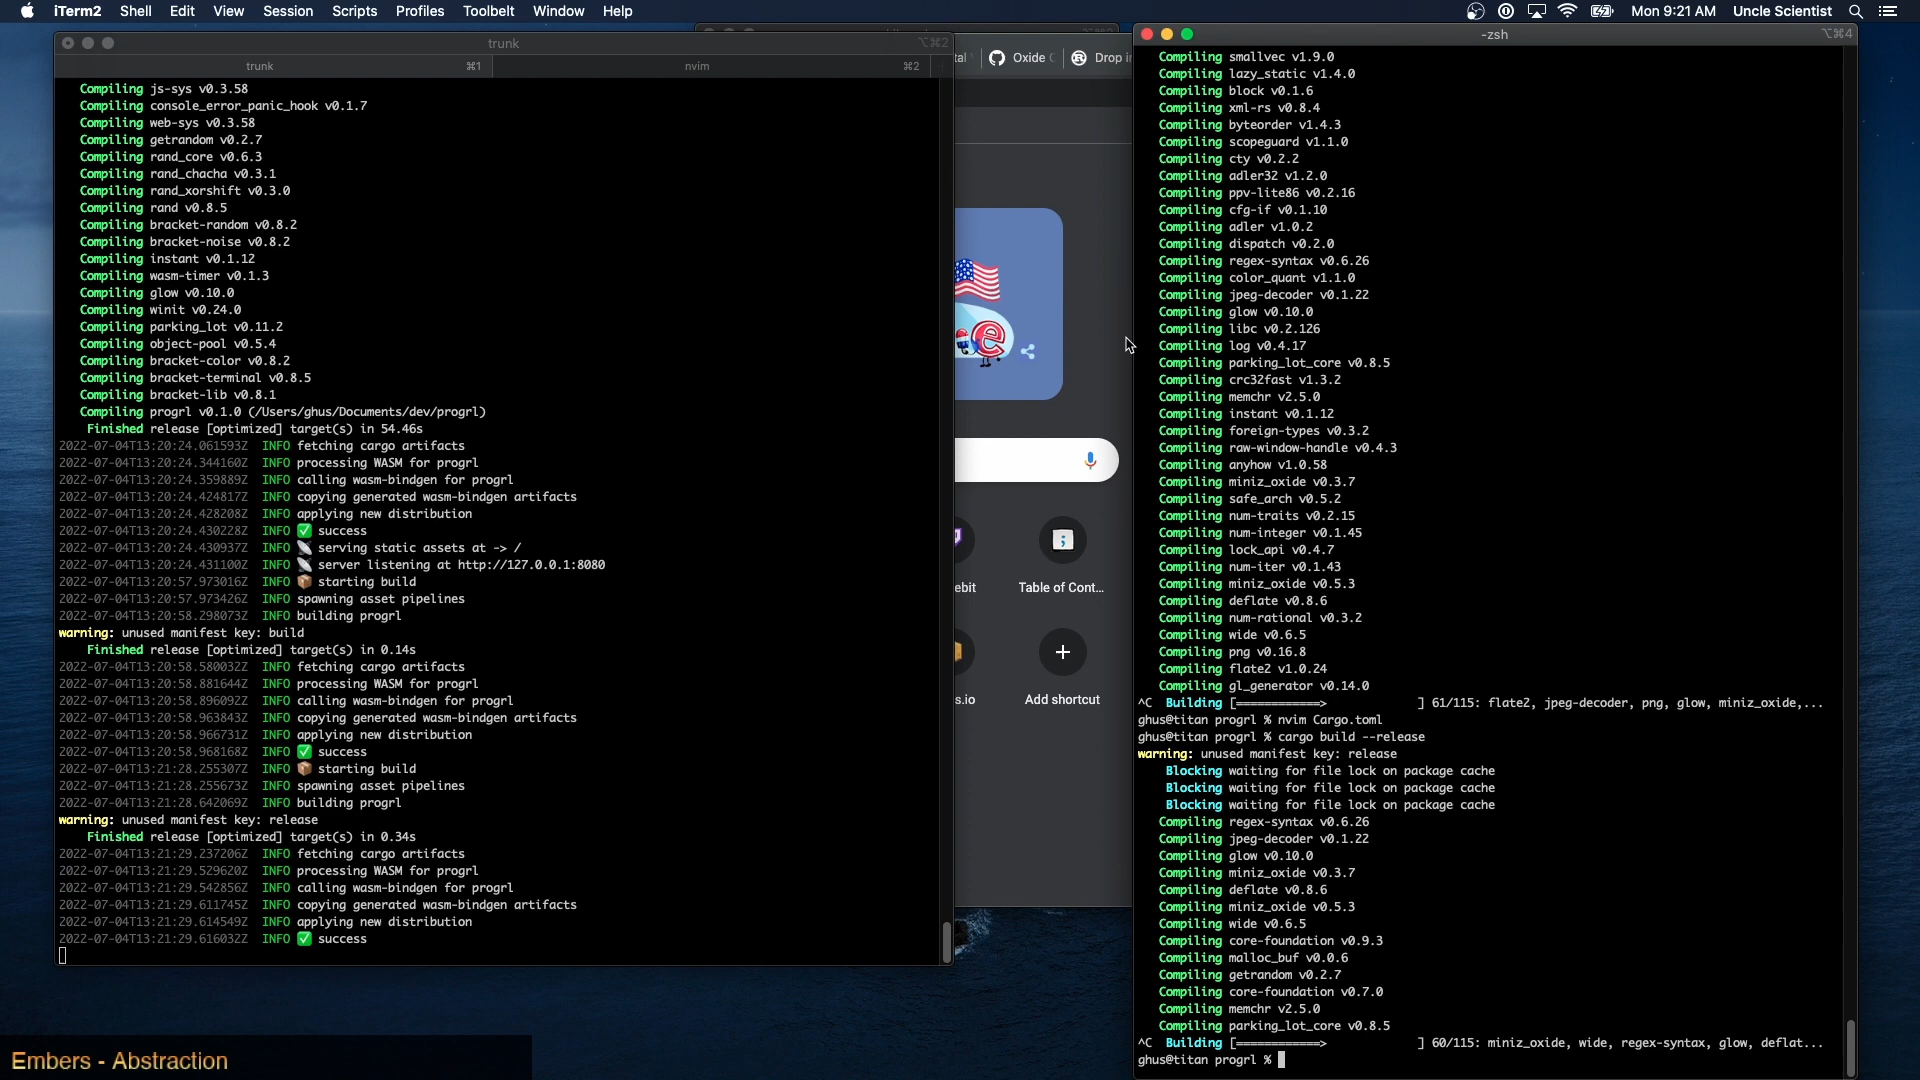 iTerm2 Shell Edit View Session Scripts Profiles Toolbelt Window Help
Mon 9:21 AM Uncle Scientist
trunk ⌥⌘2
trunk ⌘1 nvim ⌘2
Compiling js-sys v0.3.58
Compiling console_error_panic_hook v0.1.7
Compiling web-sys v0.3.58
Compiling getrandom v0.2.7
Compiling rand_core v0.6.3
Compiling rand_chacha v0.3.1
Compiling rand_xorshift v0.3.0
Compiling rand v0.8.5
Compiling bracket-random v0.8.2
Compiling bracket-noise v0.8.2
Compiling instant v0.1.12
Compiling wasm-timer v0.1.3
Compiling glow v0.10.0
Compiling winit v0.24.0
Compiling parking_lot v0.11.2
Compiling object-pool v0.5.4
Compiling bracket-color v0.8.2
Compiling bracket-terminal v0.8.5
Compiling bracket-lib v0.8.1
Compiling progrl v0.1.0 (/Users/ghus/Documents/dev/progrl)
Finished release [optimized] target(s) in 54.46s
2022-07-04T13:20:24.061593Z INFO fetching cargo artifacts
2022-07-04T13:20:24.344160Z INFO processing WASM for progrl
2022-07-04T13:20:24.359889Z INFO calling wasm-bindgen for progrl
2022-07-04T13:20:24.424817Z INFO copying generated wasm-bindgen artifacts
2022-07-04T13:20:24.428208Z INFO applying new distribution
2022-07-04T13:20:24.430228Z INFO ✅ success
2022-07-04T13:20:24.430937Z INFO 📡 serving static assets at -> /
2022-07-04T13:20:24.431100Z INFO 📡 server listening at http://127.0.0.1:8080
2022-07-04T13:20:57.973016Z INFO 📦 starting build
2022-07-04T13:20:57.973426Z INFO spawning asset pipelines
2022-07-04T13:20:58.298073Z INFO building progrl
warning: unused manifest key: build
Finished release [optimized] target(s) in 0.14s
2022-07-04T13:20:58.580032Z INFO fetching cargo artifacts
2022-07-04T13:20:58.881644Z INFO processing WASM for progrl
2022-07-04T13:20:58.896092Z INFO calling wasm-bindgen for progrl
2022-07-04T13:20:58.963843Z INFO copying generated wasm-bindgen artifacts
2022-07-04T13:20:58.966731Z INFO applying new distribution
2022-07-04T13:20:58.968168Z INFO ✅ success
2022-07-04T13:21:28.255307Z INFO 📦 starting build
2022-07-04T13:21:28.255673Z INFO spawning asset pipelines
2022-07-04T13:21:28.642069Z INFO building progrl
warning: unused manifest key: release
Finished release [optimized] target(s) in 0.34s
2022-07-04T13:21:29.237206Z INFO fetching cargo artifacts
2022-07-04T13:21:29.529620Z INFO processing WASM for progrl
2022-07-04T13:21:29.542856Z INFO calling wasm-bindgen for progrl
2022-07-04T13:21:29.611745Z INFO copying generated wasm-bindgen artifacts
2022-07-04T13:21:29.614549Z INFO applying new distribution
2022-07-04T13:21:29.616032Z INFO ✅ success
tal Oxide Drop i
e
ebit Table of Cont...
s.io Add shortcut
-zsh ⌥⌘4
Compiling smallvec v1.9.0
Compiling lazy_static v1.4.0
Compiling block v0.1.6
Compiling xml-rs v0.8.4
Compiling byteorder v1.4.3
Compiling scopeguard v1.1.0
Compiling cty v0.2.2
Compiling adler32 v1.2.0
Compiling ppv-lite86 v0.2.16
Compiling cfg-if v0.1.10
Compiling adler v1.0.2
Compiling dispatch v0.2.0
Compiling regex-syntax v0.6.26
Compiling color_quant v1.1.0
Compiling jpeg-decoder v0.1.22
Compiling glow v0.10.0
Compiling libc v0.2.126
Compiling log v0.4.17
Compiling parking_lot_core v0.8.5
Compiling crc32fast v1.3.2
Compiling memchr v2.5.0
Compiling instant v0.1.12
Compiling foreign-types v0.3.2
Compiling raw-window-handle v0.4.3
Compiling anyhow v1.0.58
Compiling miniz_oxide v0.3.7
Compiling safe_arch v0.5.2
Compiling num-traits v0.2.15
Compiling num-integer v0.1.45
Compiling lock_api v0.4.7
Compiling num-iter v0.1.43
Compiling miniz_oxide v0.5.3
Compiling deflate v0.8.6
Compiling num-rational v0.3.2
Compiling wide v0.6.5
Compiling png v0.16.8
Compiling flate2 v1.0.24
Compiling gl_generator v0.14.0
^C Building [============> ] 61/115: flate2, jpeg-decoder, png, glow, miniz_oxide,...
ghus@titan progrl % nvim Cargo.toml
ghus@titan progrl % cargo build --release
warning: unused manifest key: release
Blocking waiting for file lock on package cache
Blocking waiting for file lock on package cache
Blocking waiting for file lock on package cache
Compiling regex-syntax v0.6.26
Compiling jpeg-decoder v0.1.22
Compiling glow v0.10.0
Compiling miniz_oxide v0.3.7
Compiling deflate v0.8.6
Compiling miniz_oxide v0.5.3
Compiling wide v0.6.5
Compiling core-foundation v0.9.3
Compiling malloc_buf v0.0.6
Compiling getrandom v0.2.7
Compiling core-foundation v0.7.0
Compiling memchr v2.5.0
Compiling parking_lot_core v0.8.5
^C Building [============> ] 60/115: miniz_oxide, wide, regex-syntax, glow, deflat...
ghus@titan progrl %
Embers - Abstraction